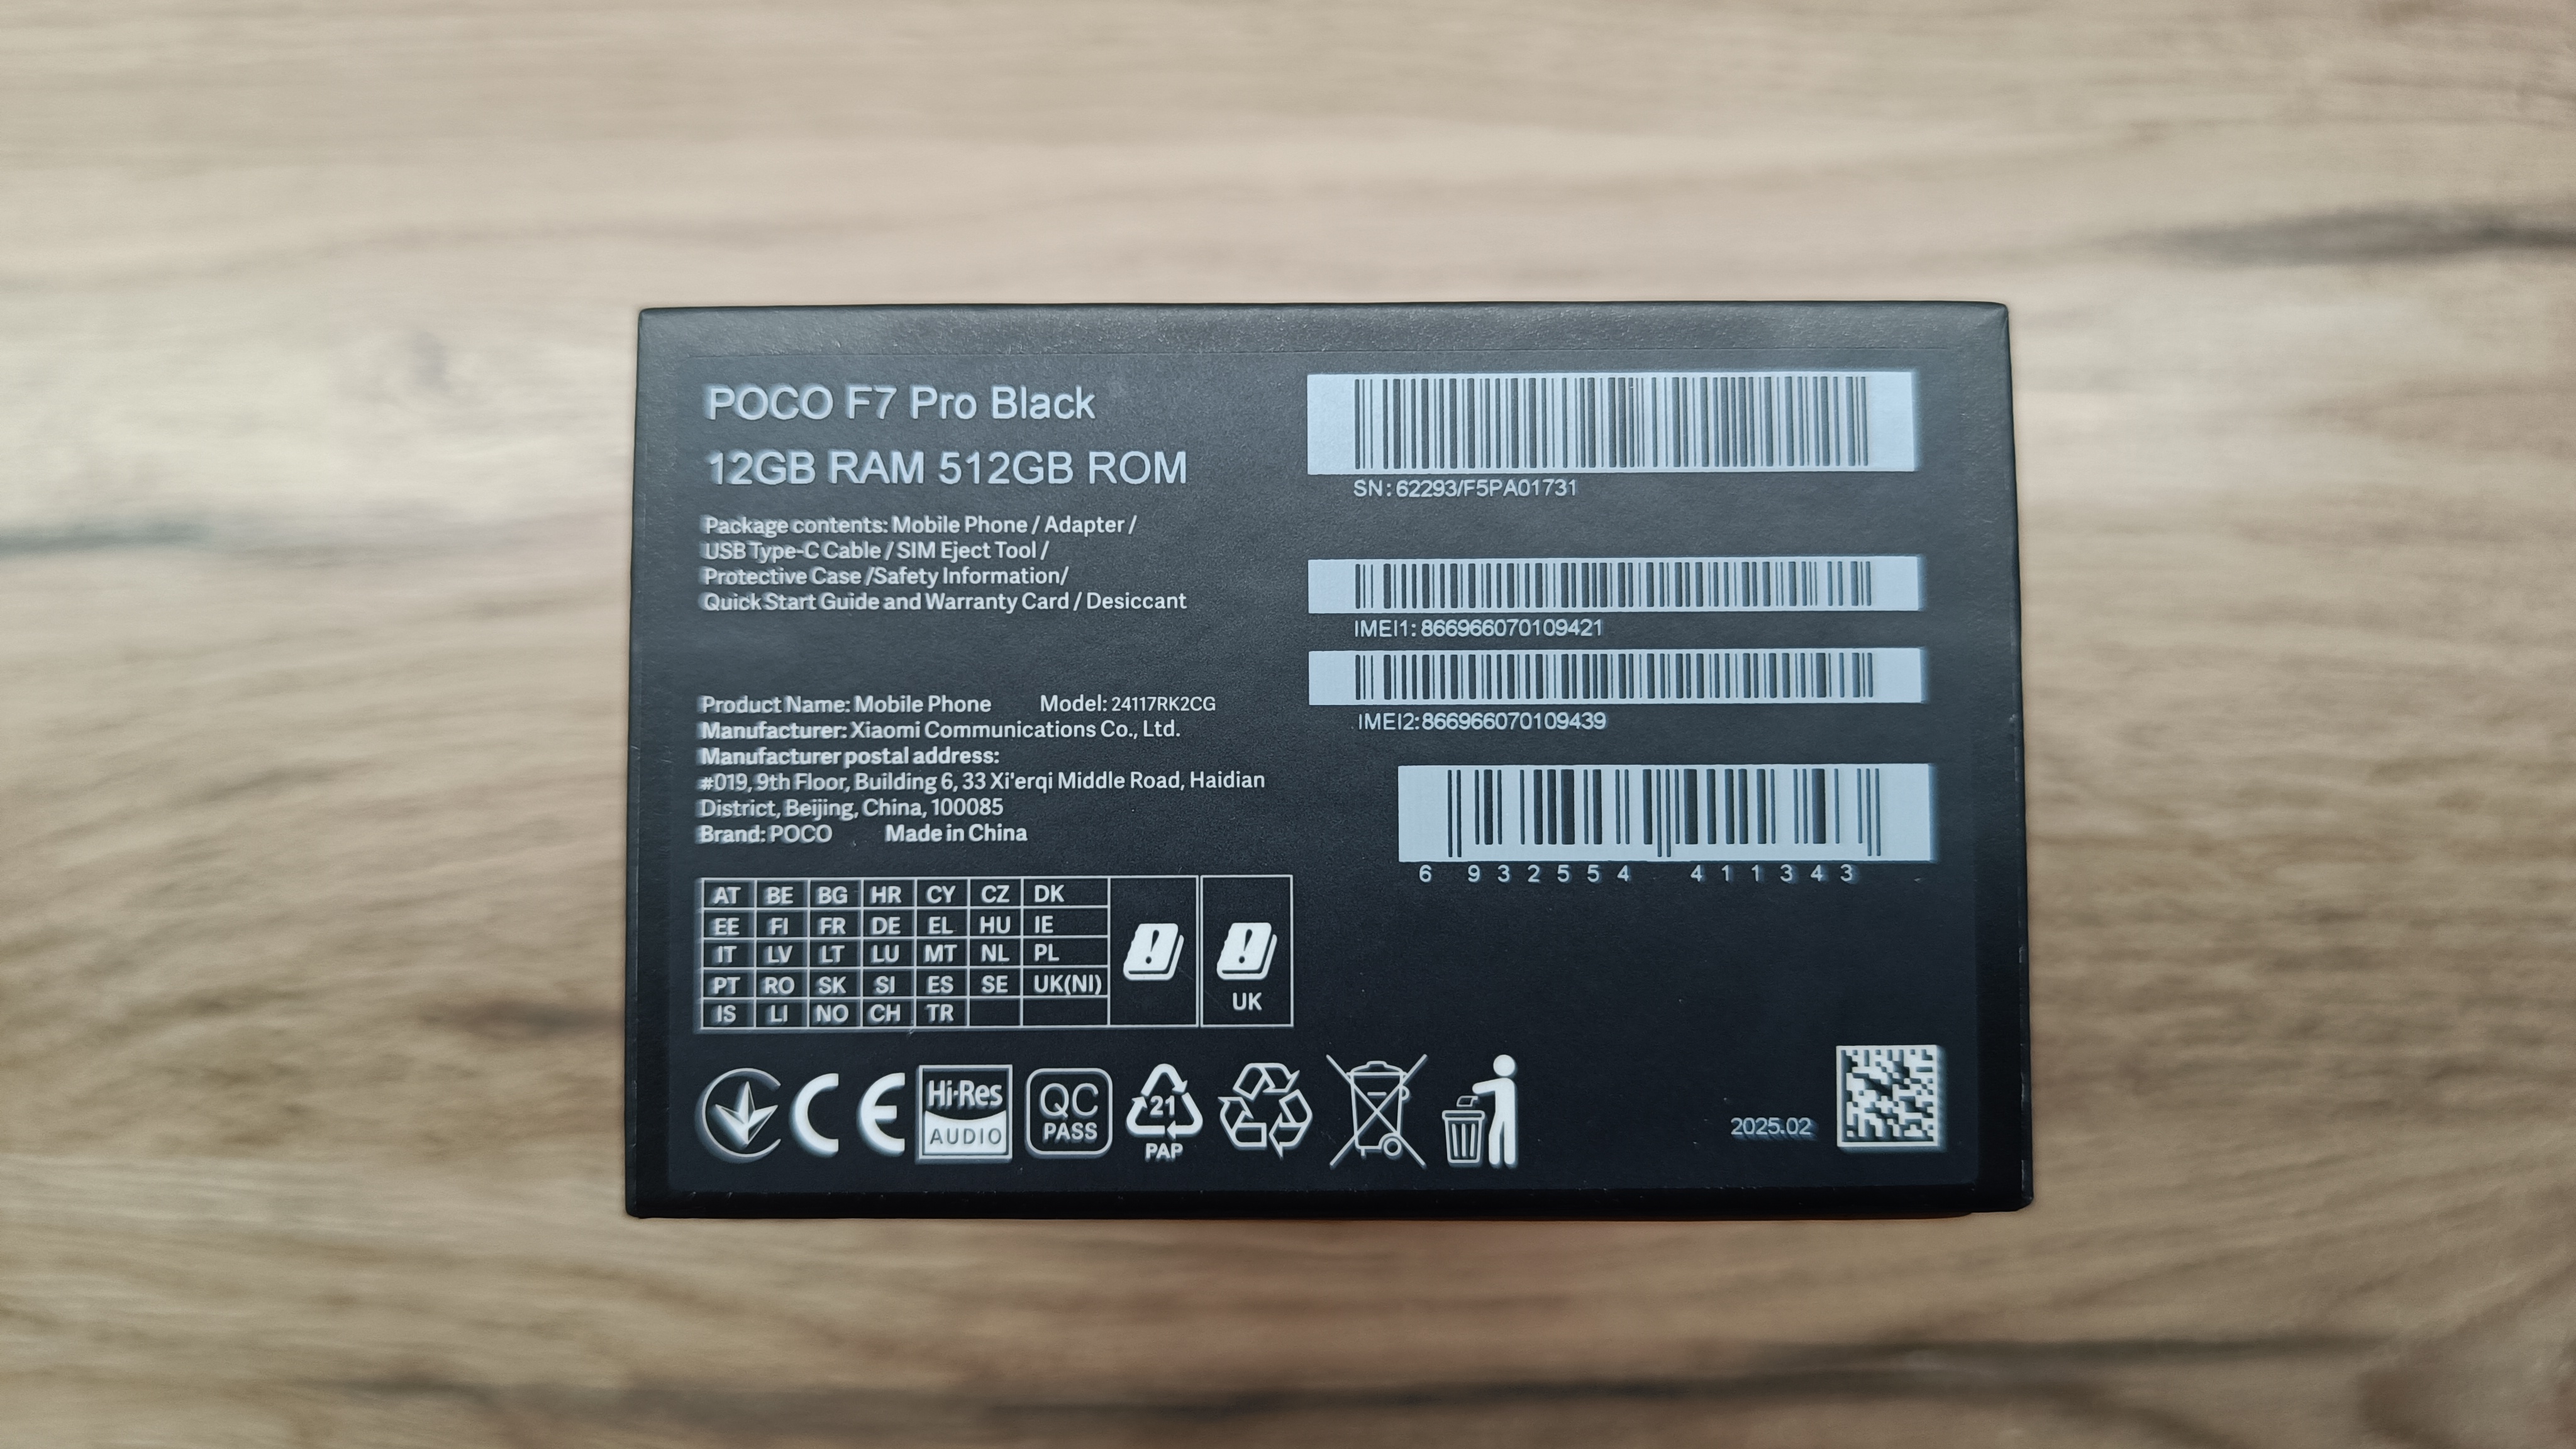 POCO F7 Pro Black
12GB RAM 512GB ROM
Package contents: Mobile Phone / Adapter /
USB Type-C Cable / SIM Eject Tool /
Protective Case /Safety Information/
Quick Start Guide and Warranty Card / Desiccant
Product Name: Mobile Phone Model: 24117RK2CG
Manufacturer: Xiaomi Communications Co., Ltd.
Manufacturer postal address:
#019, 9th Floor, Building 6, 33 Xi'erqi Middle Road, Haidian
District, Beijing, China, 100085
Brand: POCO Made in China
AT BE BG HR CY CZ DK
EE FI FR DE EL HU IE
IT LV LT LU MT NL PL
PT RO SK SI ES SE UK(NI)
IS LI NO CH TR
!
!
UK
CE
Hi-Res
AUDIO
QC
PASS
21
PAP
SN: 62293/F5PA01731
IMEI1: 866966070109421
IMEI2:866966070109439
6 932554 411343
2025.02